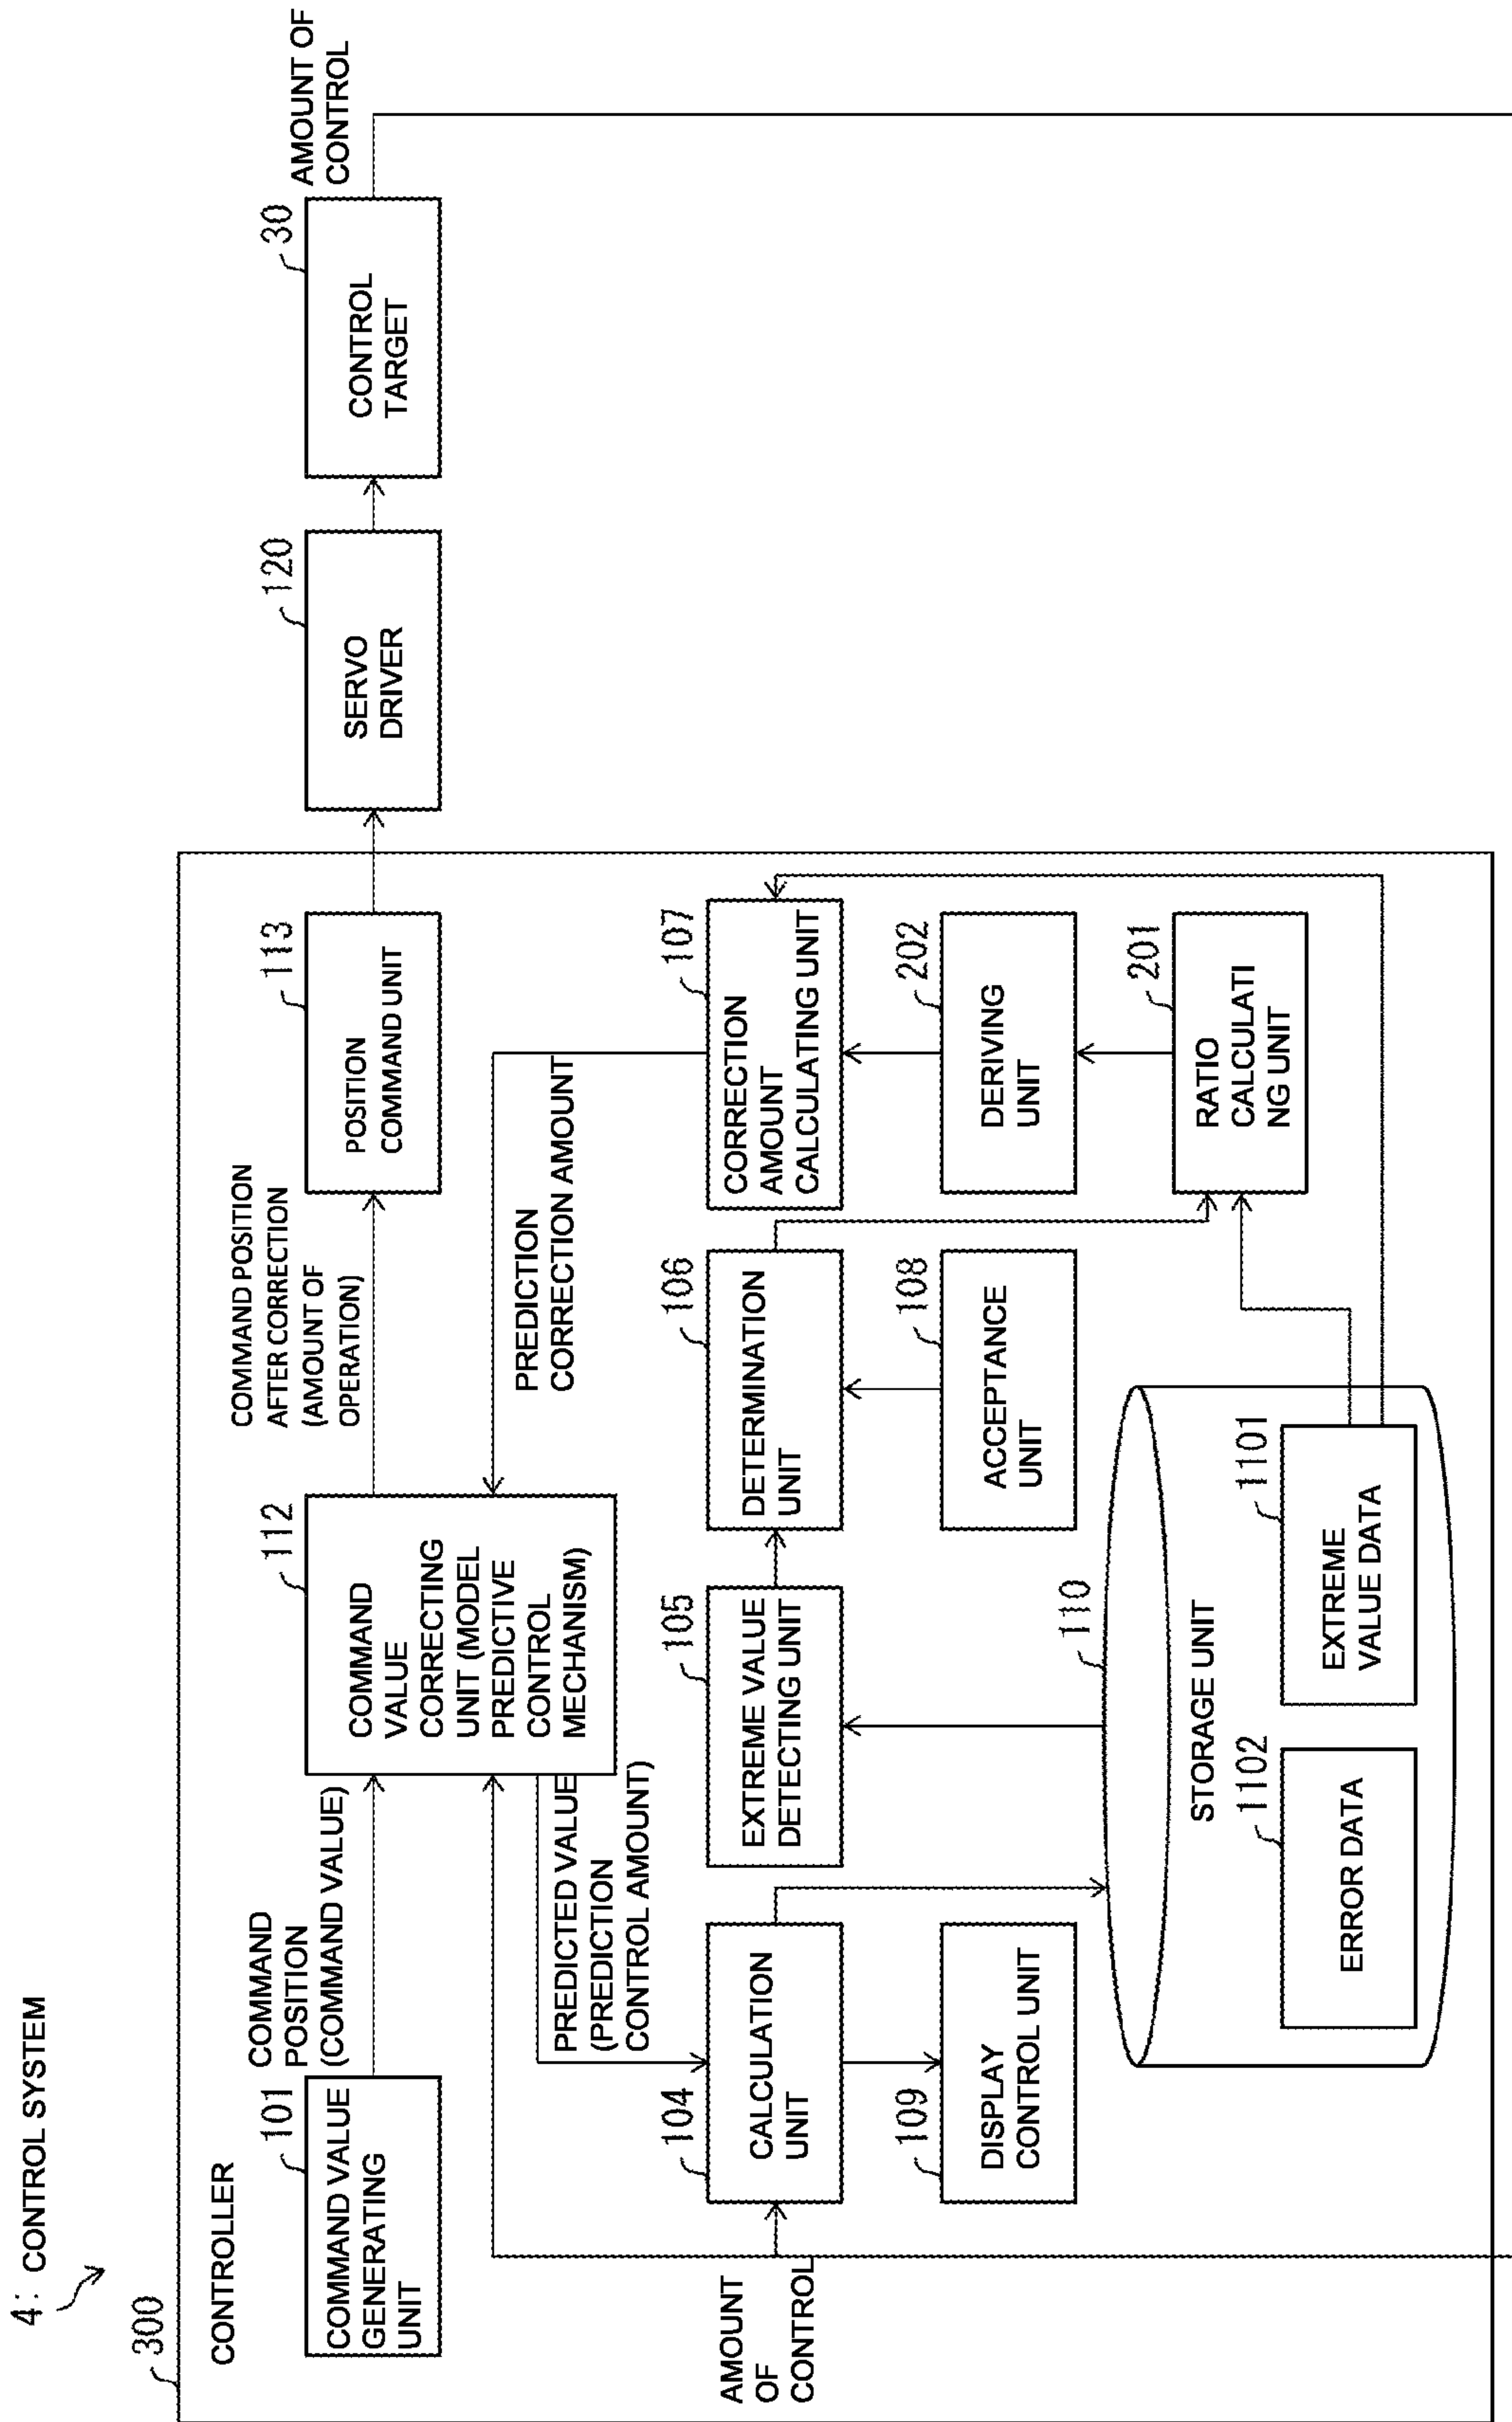 4: CONTROL SYSTEM
300
CONTROLLER
101
COMMAND VALUE
GENERATING
UNIT
COMMAND
POSITION
(COMMAND VALUE)
112
COMMAND
VALUE
CORRECTING
UNIT (MODEL
PREDICTIVE
CONTROL
MECHANISM)
COMMAND POSITION
AFTER CORRECTION
(AMOUNT OF
OPERATION)
113
POSITION
COMMAND UNIT
120
SERVO
DRIVER
30
CONTROL
TARGET
AMOUNT OF
CONTROL
PREDICTED VALUE
(PREDICTION
CONTROL AMOUNT)
PREDICTION
CORRECTION AMOUNT
AMOUNT
OF
CONTROL
104
CALCULATION
UNIT
105
EXTREME VALUE
DETECTING UNIT
106
DETERMINATION
UNIT
107
CORRECTION
AMOUNT
CALCULATING UNIT
109
DISPLAY
CONTROL UNIT
108
ACCEPTANCE
UNIT
202
DERIVING
UNIT
110
STORAGE UNIT
1102
ERROR DATA
1101
EXTREME
VALUE DATA
201
RATIO
CALCULATI
NG UNIT